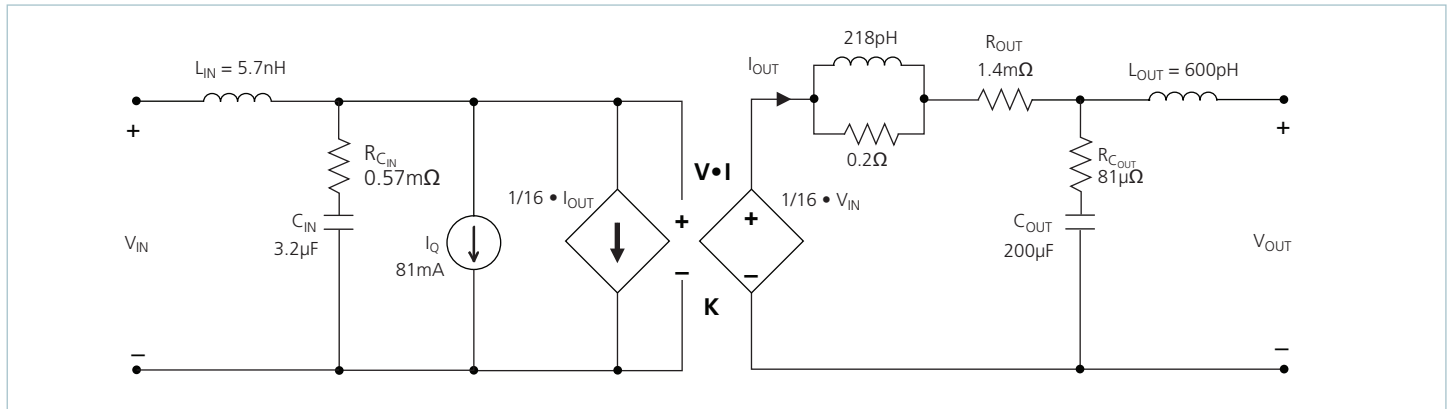 L_IN = 5.7nH
+
R_C_IN
0.57mΩ
C_IN
3.2µF
V_IN
I_Q
81mA
1/16 • I_OUT
V•I
+
–
K
1/16 • V_IN
+
–
I_OUT
218pH
0.2Ω
R_OUT
1.4mΩ
L_OUT = 600pH
R_C_OUT
81µΩ
C_OUT
200µF
+
V_OUT
–
–